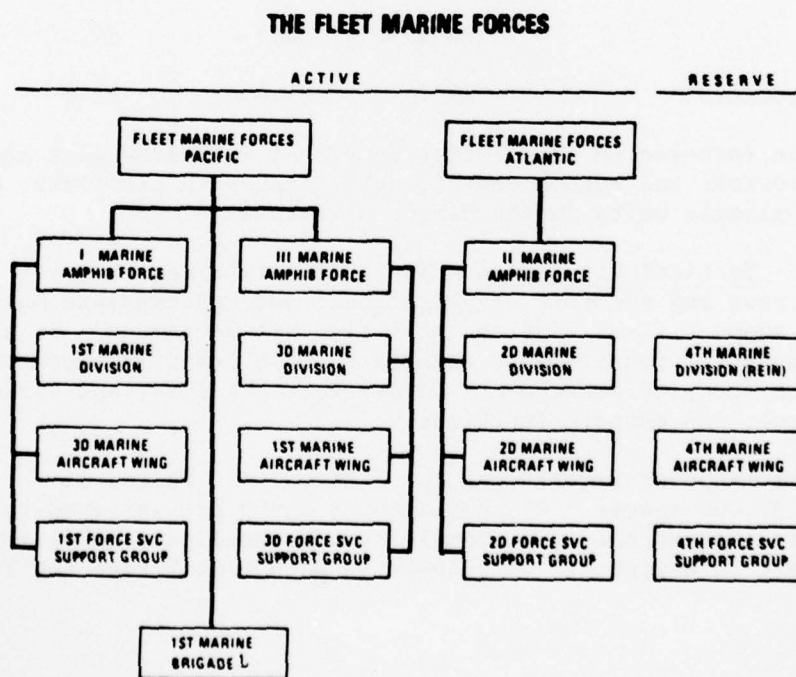 THE FLEET MARINE FORCES
ACTIVE
RESERVE
FLEET MARINE FORCES
PACIFIC
FLEET MARINE FORCES
ATLANTIC
I MARINE
AMPHIB FORCE
III MARINE
AMPHIB FORCE
II MARINE
AMPHIB FORCE
1ST MARINE
DIVISION
3D MARINE
DIVISION
2D MARINE
DIVISION
4TH MARINE
DIVISION (REIN)
3D MARINE
AIRCRAFT WING
1ST MARINE
AIRCRAFT WING
2D MARINE
AIRCRAFT WING
4TH MARINE
AIRCRAFT WING
1ST FORCE SVC
SUPPORT GROUP
3D FORCE SVC
SUPPORT GROUP
2D FORCE SVC
SUPPORT GROUP
4TH FORCE SVC
SUPPORT GROUP
1ST MARINE
BRIGADE L